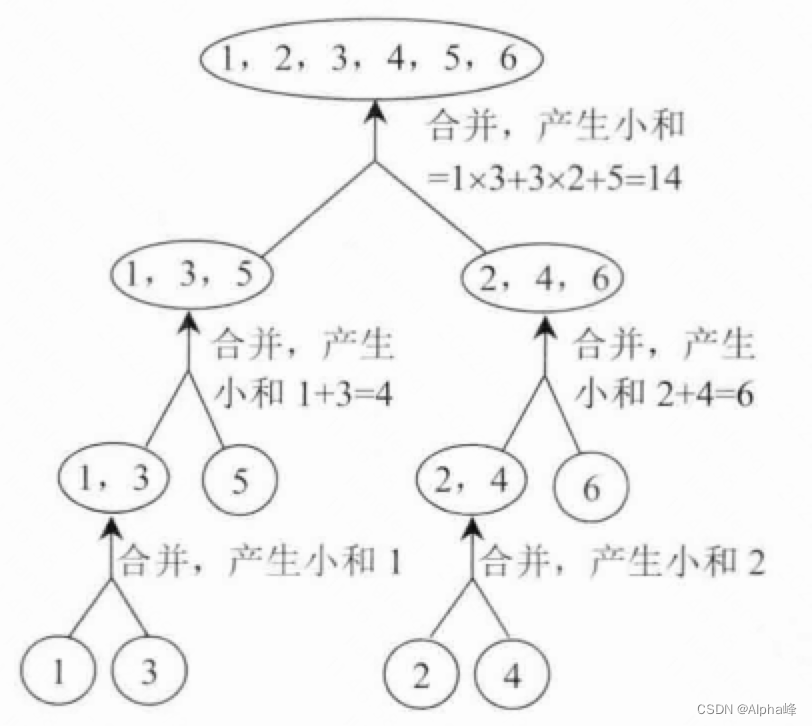 1，2，3，4，5，6
合并，产生小和
=1×3+3×2+5=14
1，3，5
2，4，6
合并，产生
小和 1+3=4
合并，产生
小和 2+4=6
1，3
5
2，4
6
合并，产生小和 1
合并，产生小和 2
1
3
2
4
CSDN @Alpha峰